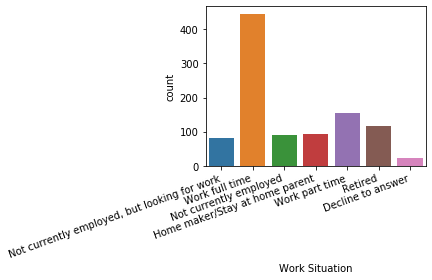 400
300
200
100
0
count
Not currently employed, but looking for work
Work full time
Not currently employed
Home maker/Stay at home parent
Work part time
Retired
Decline to answer
Work Situation